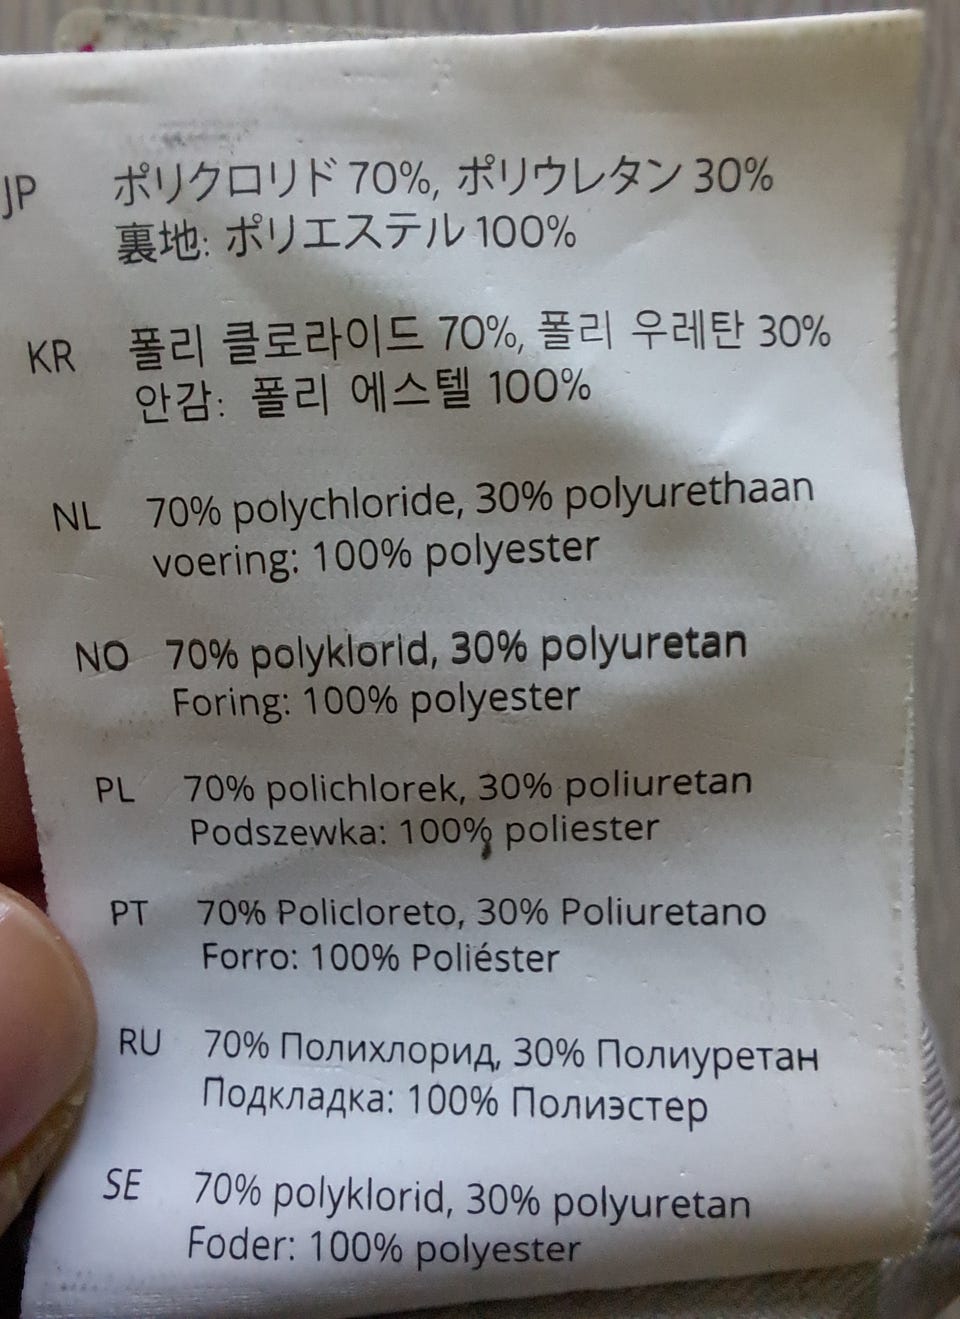 JP ポリクロリド 70%, ポリウレタン 30%
裏地: ポリエステル 100%
KR 폴리 클로라이드 70%, 폴리 우레탄 30%
안감: 폴리 에스텔 100%
NL 70% polychloride, 30% polyurethaan
voering: 100% polyester
NO 70% polyklorid, 30% polyuretan
Foring: 100% polyester
PL 70% polichlorek, 30% poliuretan
Podszewka: 100% poliester
PT 70% Policloreto, 30% Poliuretano
Forro: 100% Poliéster
RU 70% Полихлорид, 30% Полиуретан
Подкладка: 100% Полиэстер
SE 70% polyklorid, 30% polyuretan
Foder: 100% polyester